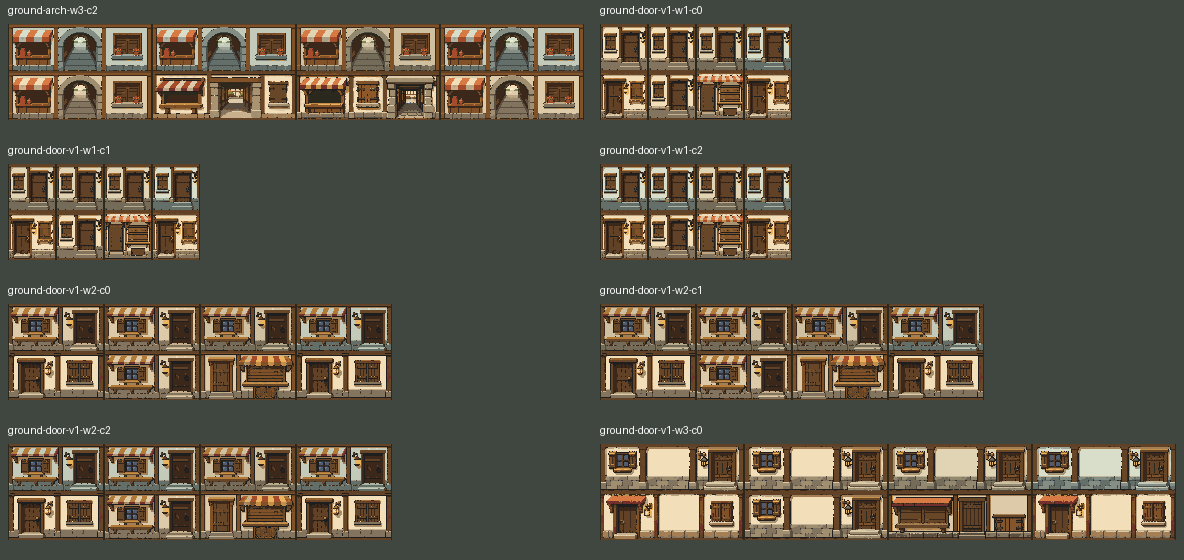 ground-arch-w3-c2
ground-door-v1-w1-c0
ground-door-v1-w1-c1
ground-door-v1-w1-c2
ground-door-v1-w2-c0
ground-door-v1-w2-c1
ground-door-v1-w2-c2
ground-door-v1-w3-c0